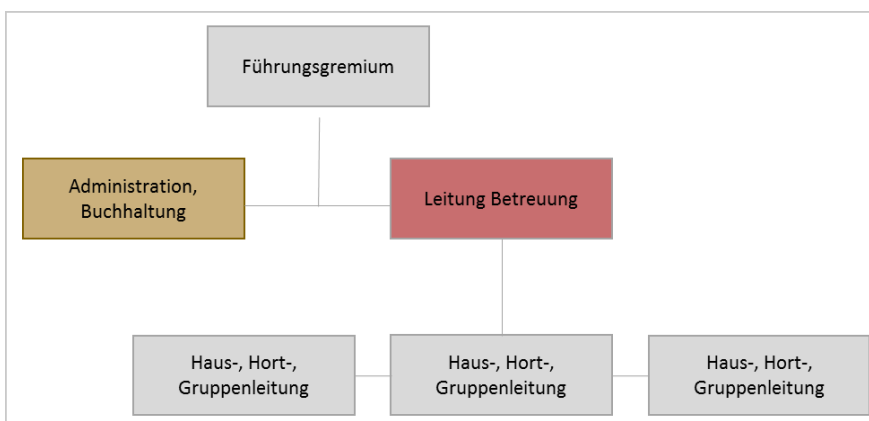 Führungsgremium
Administration,
Buchhaltung
Leitung Betreuung
Haus-, Hort-,
Gruppenleitung
Haus-, Hort-,
Gruppenleitung
Haus-, Hort-,
Gruppenleitung